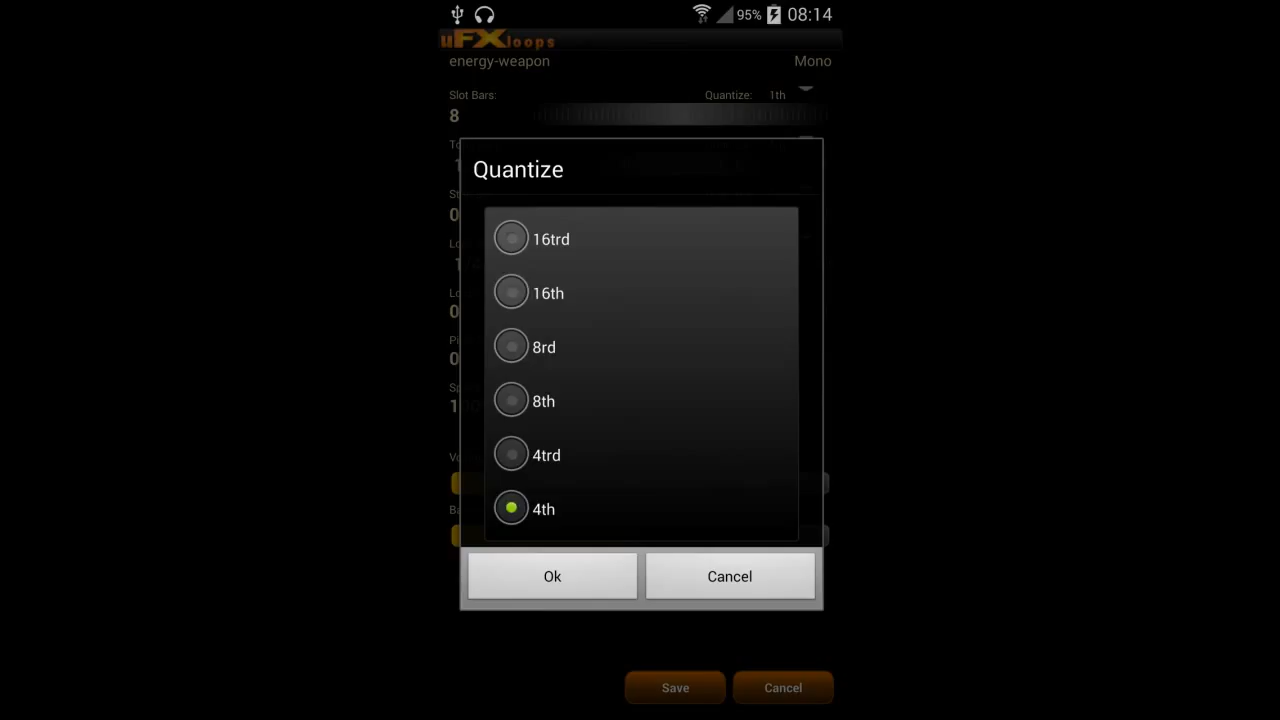 95% 08:14
uFXloops
energy-weapon Mono
Slot Bars: Quantize: 1th
8
Quantize
16trd
16th
8rd
8th
4trd
4th
Ok Cancel
Save Cancel